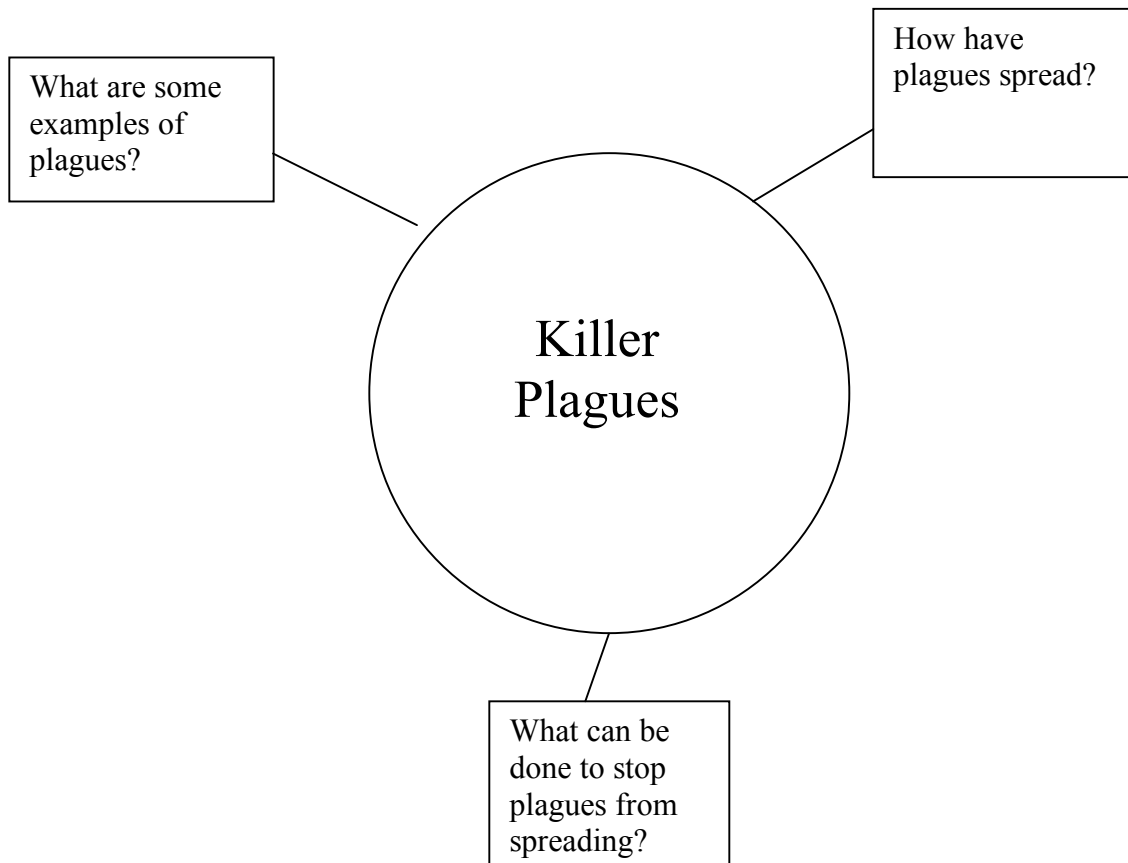 What are some
examples of
plagues?
How have
plagues spread?
Killer
Plagues
What can be
done to stop
plagues from
spreading?